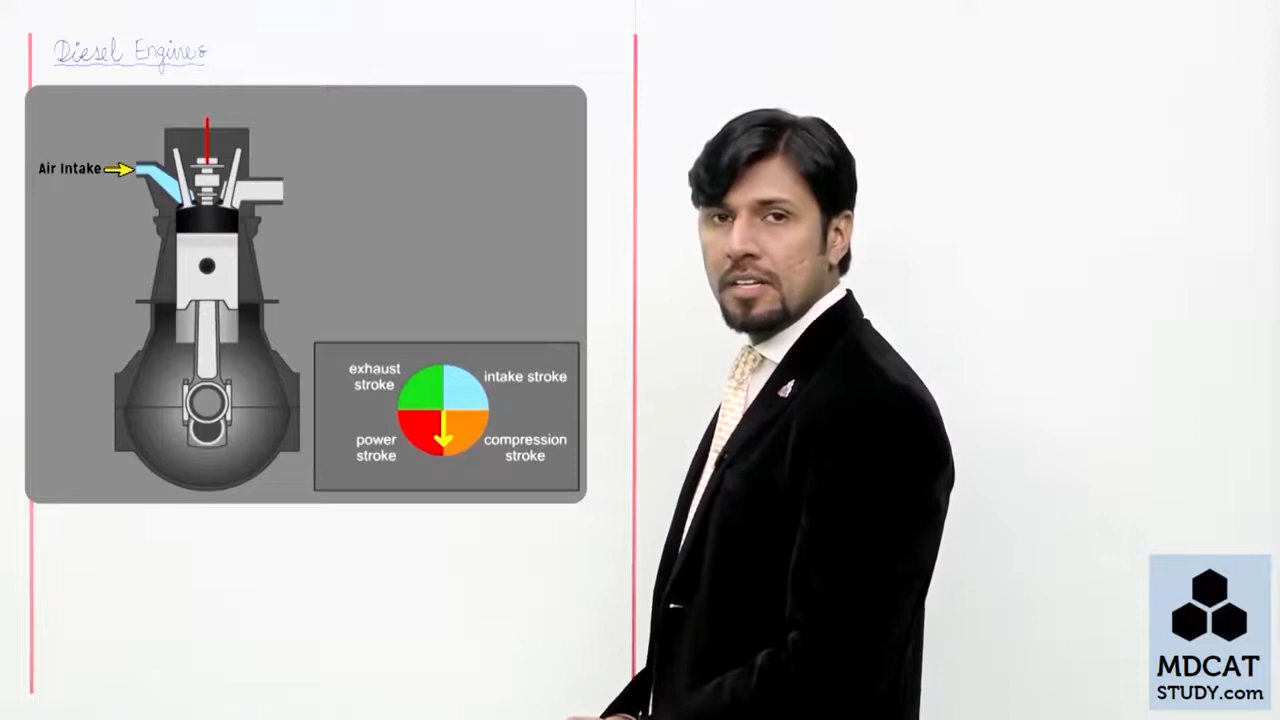 Diesel Engines
Air Intake
exhaust
stroke
intake stroke
power
stroke
compression
stroke
MDCAT
STUDY.com